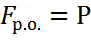 Fр.о. = P